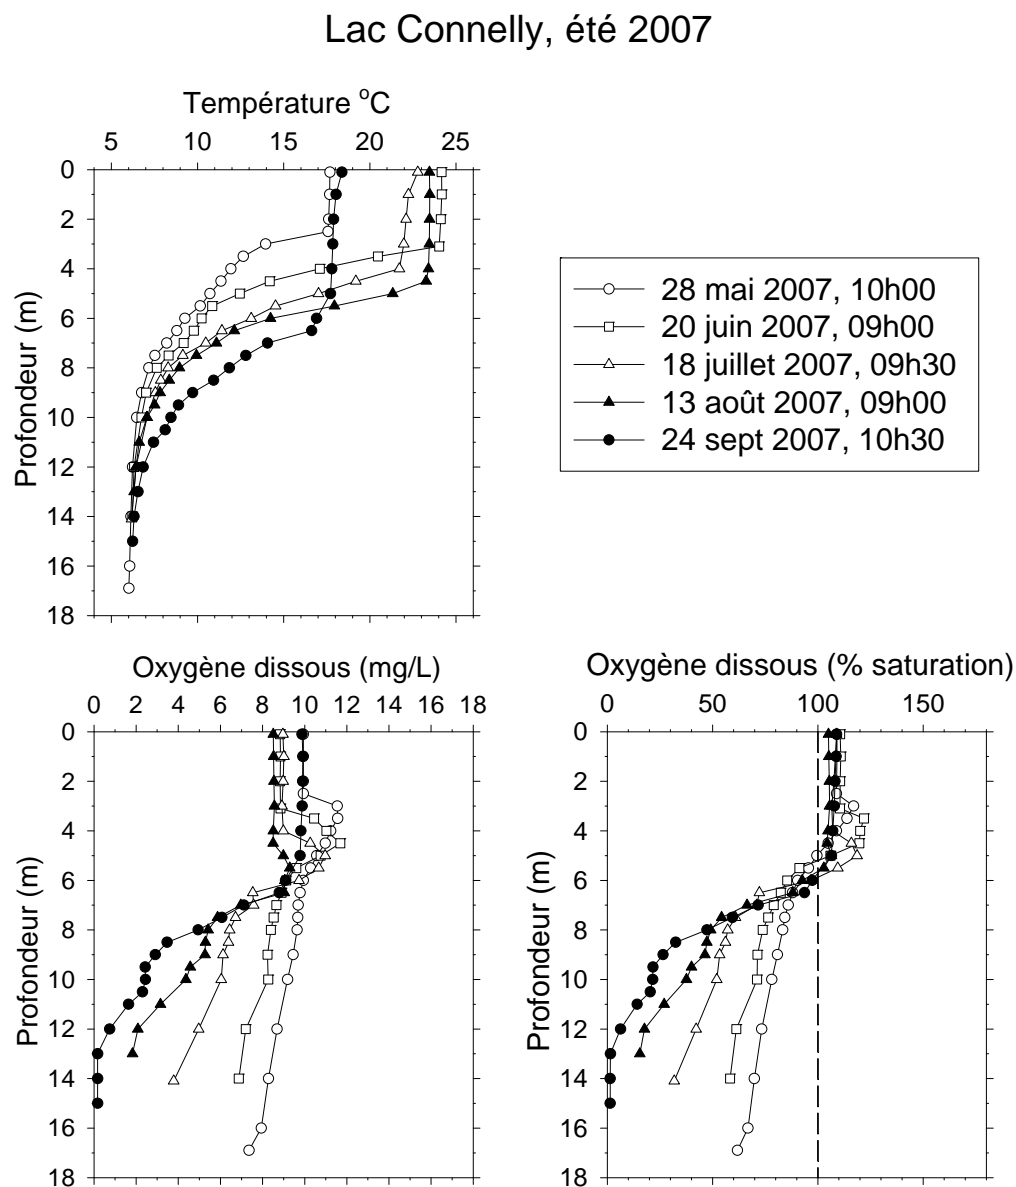 Lac Connelly, été 2007
Température °C
5 10 15 20 25
0
2
4
6
8
10
12
14
16
18
Profondeur (m)
28 mai 2007, 10h00
20 juin 2007, 09h00
18 juillet 2007, 09h30
13 août 2007, 09h00
24 sept 2007, 10h30
Oxygène dissous (mg/L)
0 2 4 6 8 10 12 14 16 18
0
2
4
6
8
10
12
14
16
18
Profondeur (m)
Oxygène dissous (% saturation)
0 50 100 150
0
2
4
6
8
10
12
14
16
18
Profondeur (m)